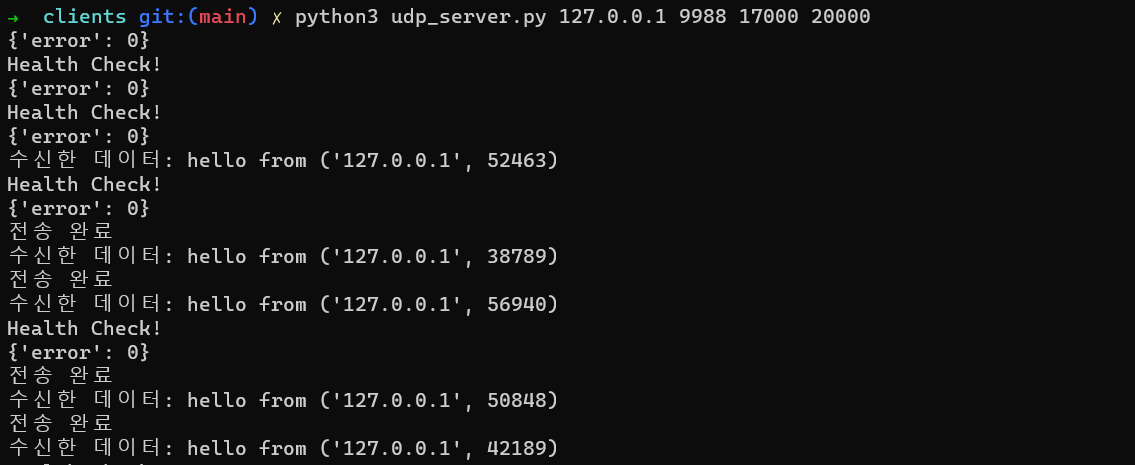 → clients git:(main) ✗ python3 udp_server.py 127.0.0.1 9988 17000 20000
{'error': 0}
Health Check!
{'error': 0}
Health Check!
{'error': 0}
수신한 데이터: hello from ('127.0.0.1', 52463)
Health Check!
{'error': 0}
전송 완료
수신한 데이터: hello from ('127.0.0.1', 38789)
전송 완료
수신한 데이터: hello from ('127.0.0.1', 56940)
Health Check!
{'error': 0}
전송 완료
수신한 데이터: hello from ('127.0.0.1', 50848)
전송 완료
수신한 데이터: hello from ('127.0.0.1', 42189)